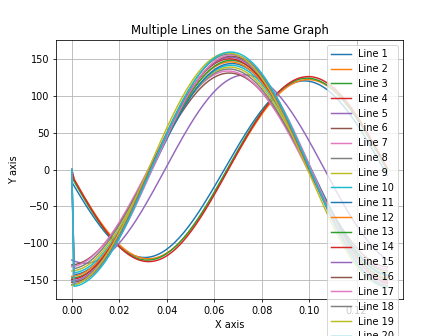 Multiple Lines on the Same Graph
Y axis
150
100
50
0
−50
−100
−150
0.00
0.02
0.04
0.06
0.08
0.10
X axis
Line 1
Line 2
Line 3
Line 4
Line 5
Line 6
Line 7
Line 8
Line 9
Line 10
Line 11
Line 12
Line 13
Line 14
Line 15
Line 16
Line 17
Line 18
Line 19
Line 20